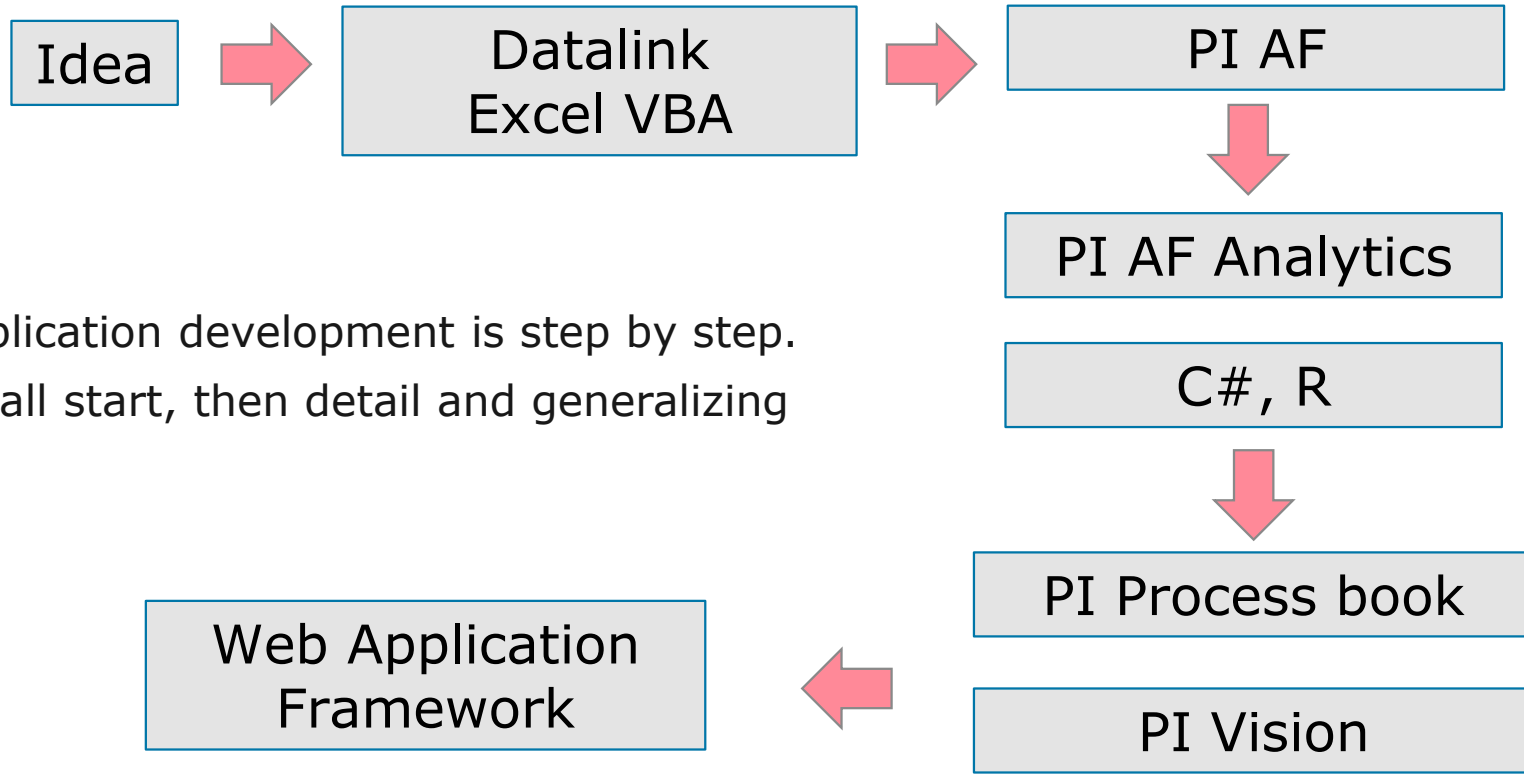 Idea
Datalink
Excel VBA
PI AF
PI AF Analytics
plication development is step by step.
all start, then detail and generalizing
C#, R
PI Process book
Web Application
Framework
PI Vision